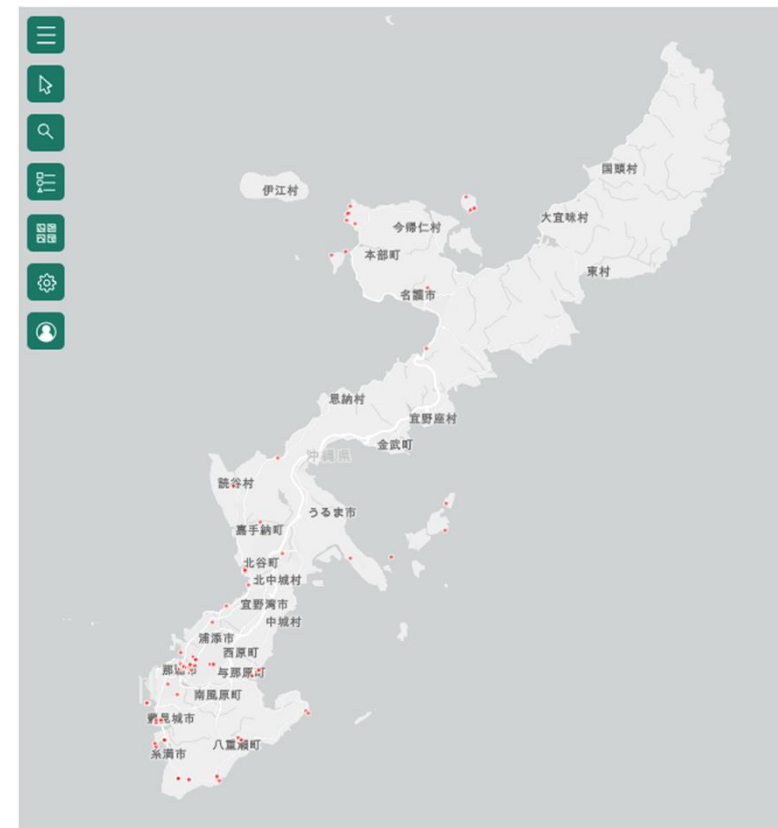 国頭村
伊江村
大宜味村
今帰仁村
本部町
東村
名護市
恩納村
宜野座村
金武町
沖縄県
読谷村
うるま市
嘉手納町
北谷町
北中城村
宜野湾市
中城村
浦添市
西原町
与那原町
南風原町
豊見城市
八重瀬町
糸満市